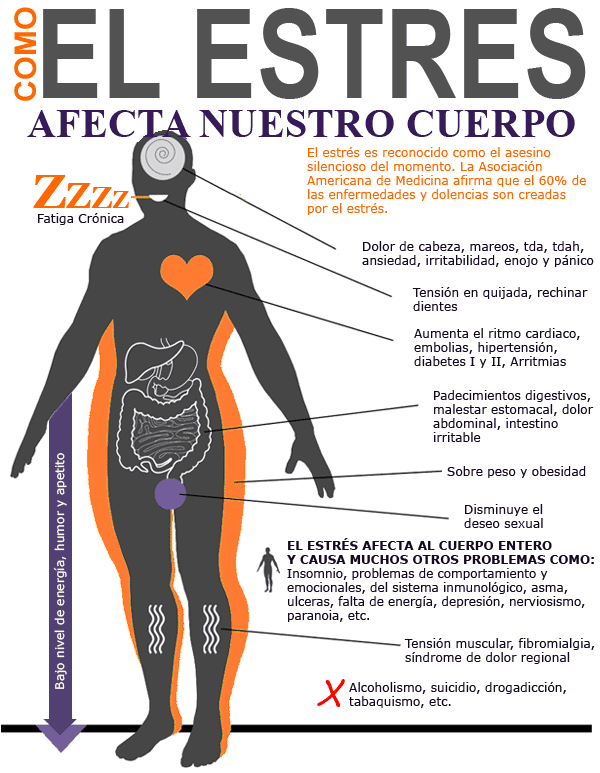 COMO
EL ESTRES
AFECTA NUESTRO CUERPO
El estrés es reconocido como el asesino
silencioso del momento. La Asociación
Americana de Medicina afirma que el 60% de
las enfermedades y dolencias son creadas
por el estrés.
ZZZZ
Fatiga Crónica
Dolor de cabeza, mareos, tda, tdah,
ansiedad, irritabilidad, enojo y pánico
Tensión en quijada, rechinar
dientes
Aumenta el ritmo cardiaco,
embolias, hipertensión,
diabetes I y II, Arritmias
Padecimientos digestivos,
malestar estomacal, dolor
abdominal, intestino
irritable
Sobre peso y obesidad
Disminuye el
deseo sexual
Bajo nivel de energía, humor y apetito
EL ESTRÉS AFECTA AL CUERPO ENTERO
Y CAUSA MUCHOS OTROS PROBLEMAS COMO:
Insomnio, problemas de comportamiento y
emocionales, del sistema inmunológico, asma,
ulceras, falta de energía, depresión, nerviosismo,
paranoia, etc.
Tensión muscular, fibromialgia,
síndrome de dolor regional
X Alcoholismo, suicidio, drogadicción,
tabaquismo, etc.